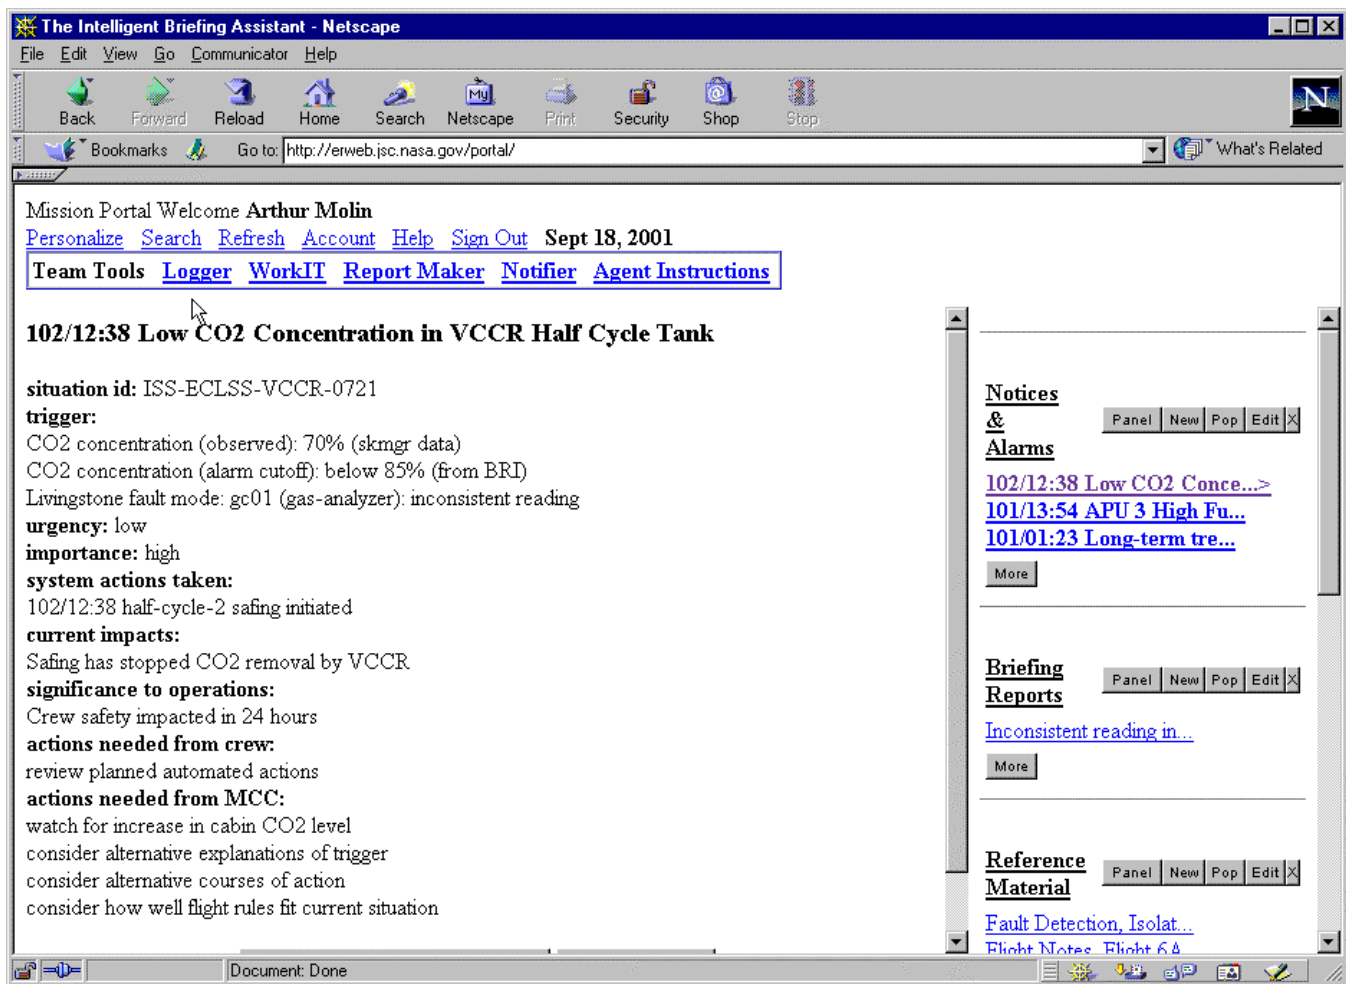 The Intelligent Briefing Assistant - Netscape
File Edit View Go Communicator Help
Back Forward Reload Home Search Netscape Print Security Shop Stop
My
N
Bookmarks Go to: http://erweb.jsc.nasa.gov/portal/ What's Related
Mission Portal Welcome Arthur Molin
Personalize Search Refresh Account Help Sign Out Sept 18, 2001
Team Tools Logger WorkIT Report Maker Notifier Agent Instructions
102/12:38 Low CO2 Concentration in VCCR Half Cycle Tank
situation id: ISS-ECLSS-VCCR-0721
trigger:
CO2 concentration (observed): 70% (skmgr data)
CO2 concentration (alarm cutoff): below 85% (from BRI)
Livingstone fault mode: gc01 (gas-analyzer): inconsistent reading
urgency: low
importance: high
system actions taken:
102/12:38 half-cycle-2 safing initiated
current impacts:
Safing has stopped CO2 removal by VCCR
significance to operations:
Crew safety impacted in 24 hours
actions needed from crew:
review planned automated actions
actions needed from MCC:
watch for increase in cabin CO2 level
consider alternative explanations of trigger
consider alternative courses of action
consider how well flight rules fit current situation
Notices
&
Alarms
Panel New Pop Edit X
102/12:38 Low CO2 Conce...>
101/13:54 APU 3 High Fu...
101/01:23 Long-term tre...
More
Briefing
Reports
Panel New Pop Edit X
Inconsistent reading in...
More
Reference
Material
Panel New Pop Edit X
Fault Detection, Isolat...
Flight Notes, Flight 6A
Document: Done